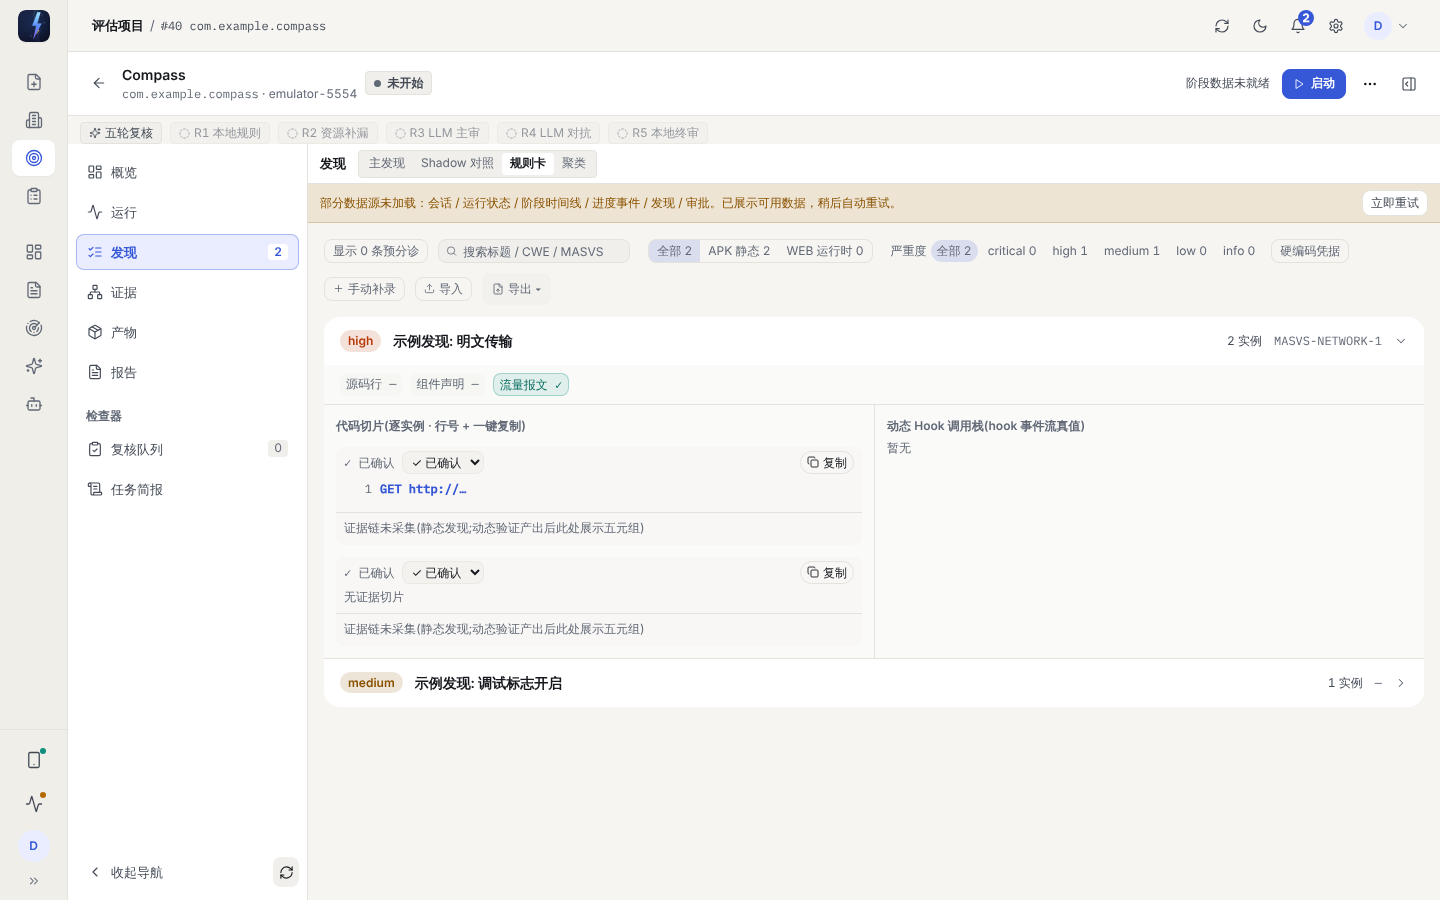 评估项目 / #40 com.example.compass
2
D
Compass
com.example.compass · emulator-5554
未开始
阶段数据未就绪
启动
五轮复核
R1 本地规则
R2 资源补漏
R3 LLM 主审
R4 LLM 对抗
R5 本地终审
概览
运行
发现 2
证据
产物
报告
检查器
复核队列 0
任务简报
收起导航
D
发现
主发现 Shadow 对照 规则卡 聚类
部分数据源未加载：会话 / 运行状态 / 阶段时间线 / 进度事件 / 发现 / 审批。已展示可用数据，稍后自动重试。
立即重试
显示 0 条预分诊
搜索标题 / CWE / MASVS
全部 2 APK 静态 2 WEB 运行时 0
严重度 全部 2 critical 0 high 1 medium 1 low 0 info 0
硬编码凭据
手动补录
导入
导出
high 示例发现: 明文传输 2 实例 MASVS-NETWORK-1
源码行 — 组件声明 — 流量报文 ✓
代码切片(逐实例 · 行号 + 一键复制)
✓ 已确认 ✓ 已确认 复制
1 GET http://…
证据链未采集(静态发现;动态验证产出后此处展示五元组)
✓ 已确认 ✓ 已确认 复制
无证据切片
证据链未采集(静态发现;动态验证产出后此处展示五元组)
动态 Hook 调用栈(hook 事件流真值)
暂无
medium 示例发现: 调试标志开启 1 实例 —